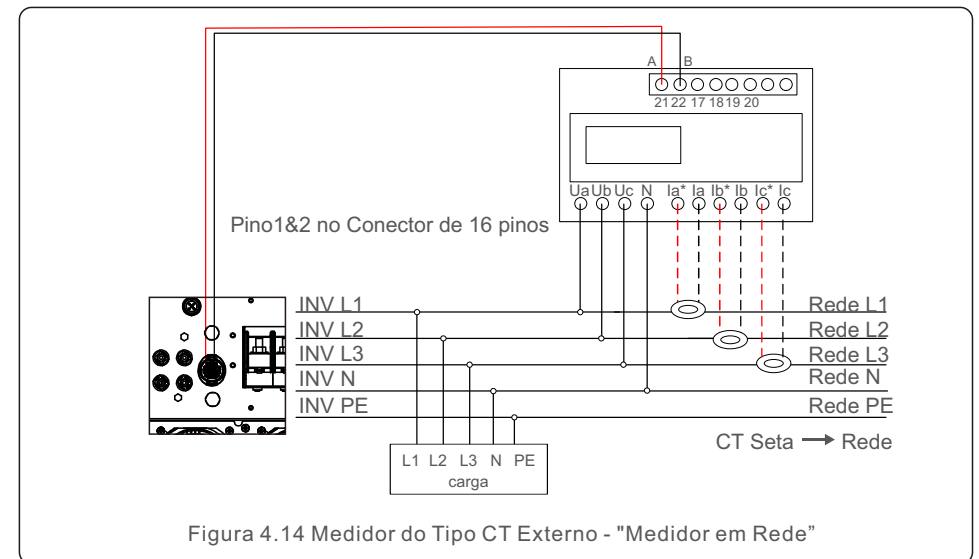 A B
21 22 17 18 19 20
Ua Ub Uc N Ia* Ia Ib* Ib Ic* Ic
Pino1&2 no Conector de 16 pinos
INV L1 Rede L1
INV L2 Rede L2
INV L3 Rede L3
INV N Rede N
INV PE Rede PE
CT Seta → Rede
L1 L2 L3 N PE
carga
Figura 4.14 Medidor do Tipo CT Externo - "Medidor em Rede”